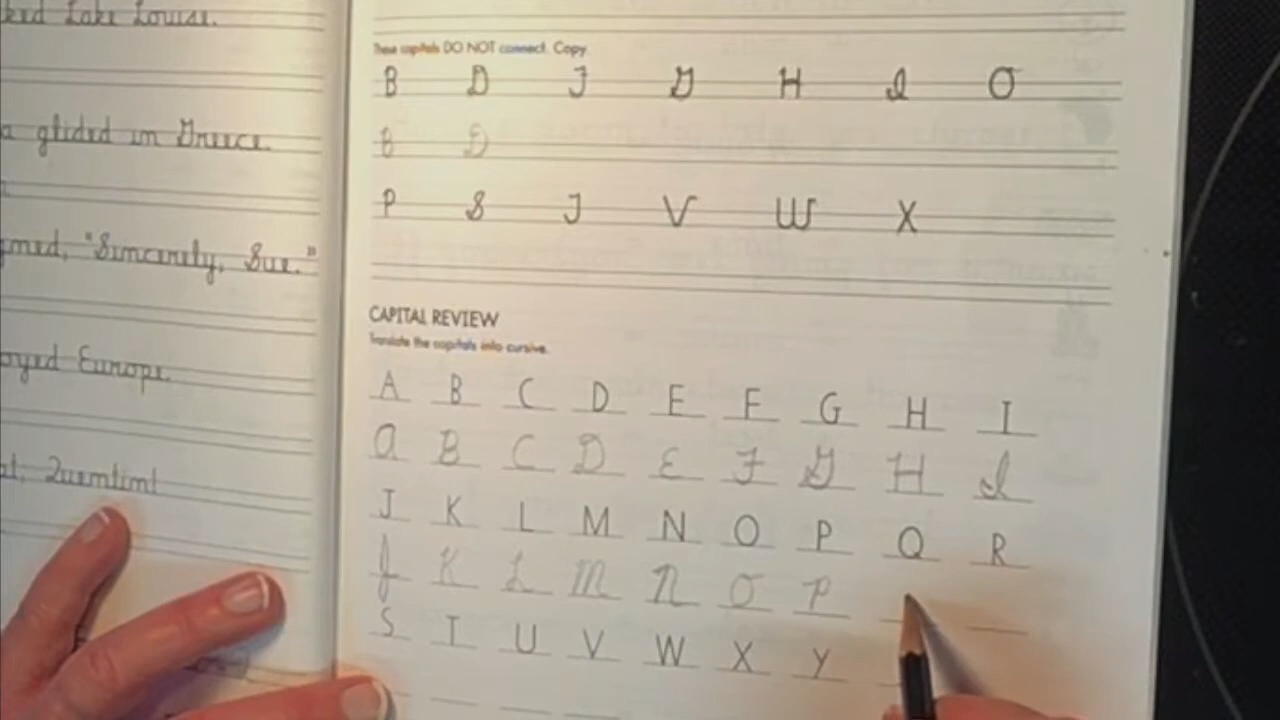 ked Lake Louise.
a glided in Greece.
gned, "Sincerely, Sue."
oyed Europe.
at, Quentin!
These capitals DO NOT connect. Copy
B D F G H I O
B D
P S T V W X
CAPITAL REVIEW
Translate the capitals into cursive.
A B C D E F G H I
A B C D E F G H I
J K L M N O P Q R
J K L M N O P
S T U V W X Y